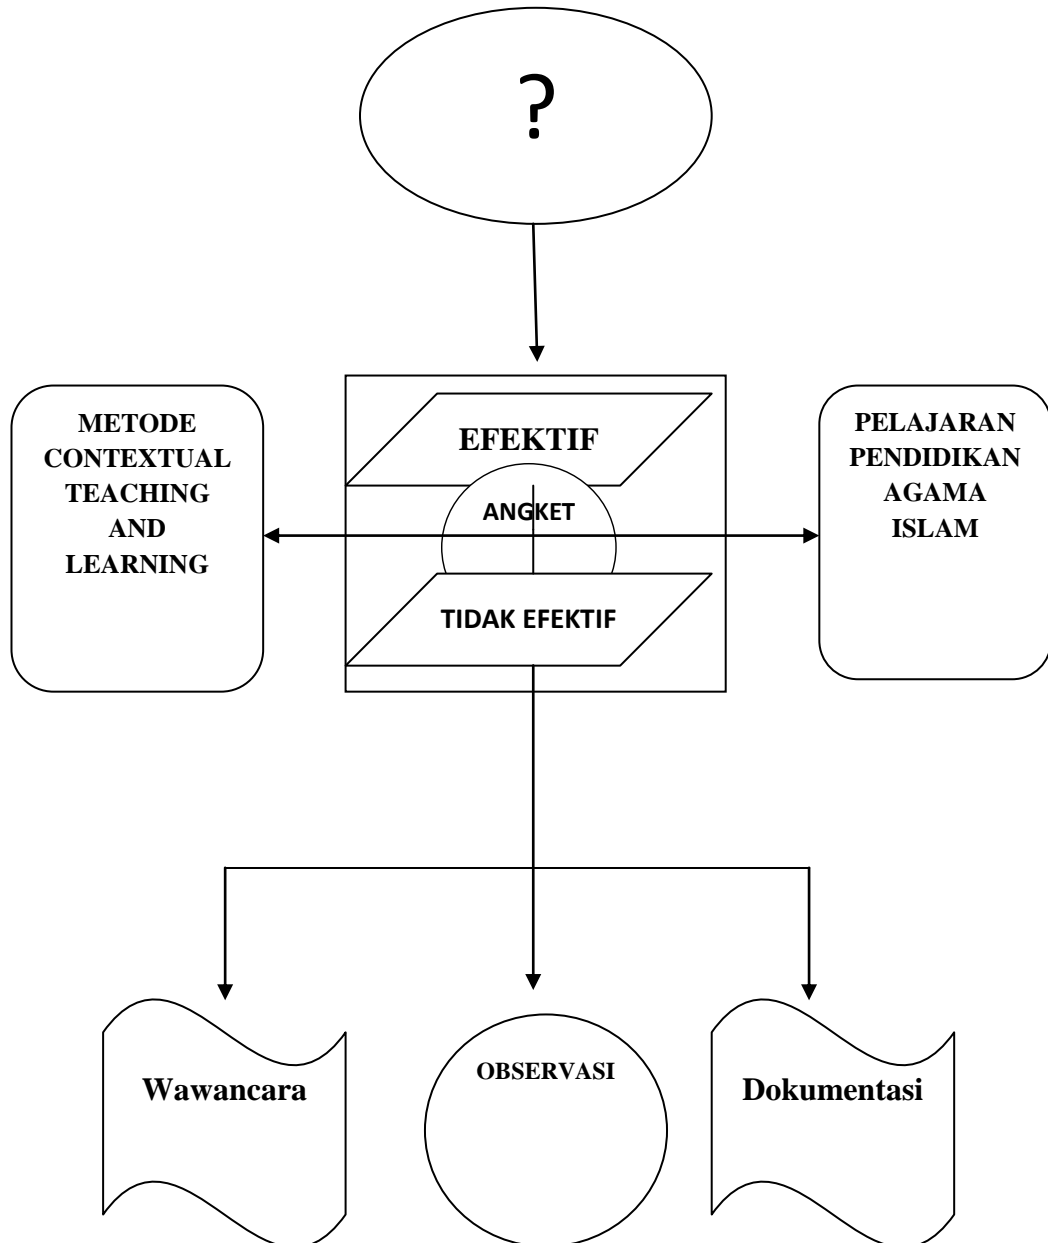 ?
METODE
CONTEXTUAL
TEACHING
AND
LEARNING
EFEKTIF
ANGKET
TIDAK EFEKTIF
PELAJARAN
PENDIDIKAN
AGAMA
ISLAM
Wawancara
OBSERVASI
Dokumentasi